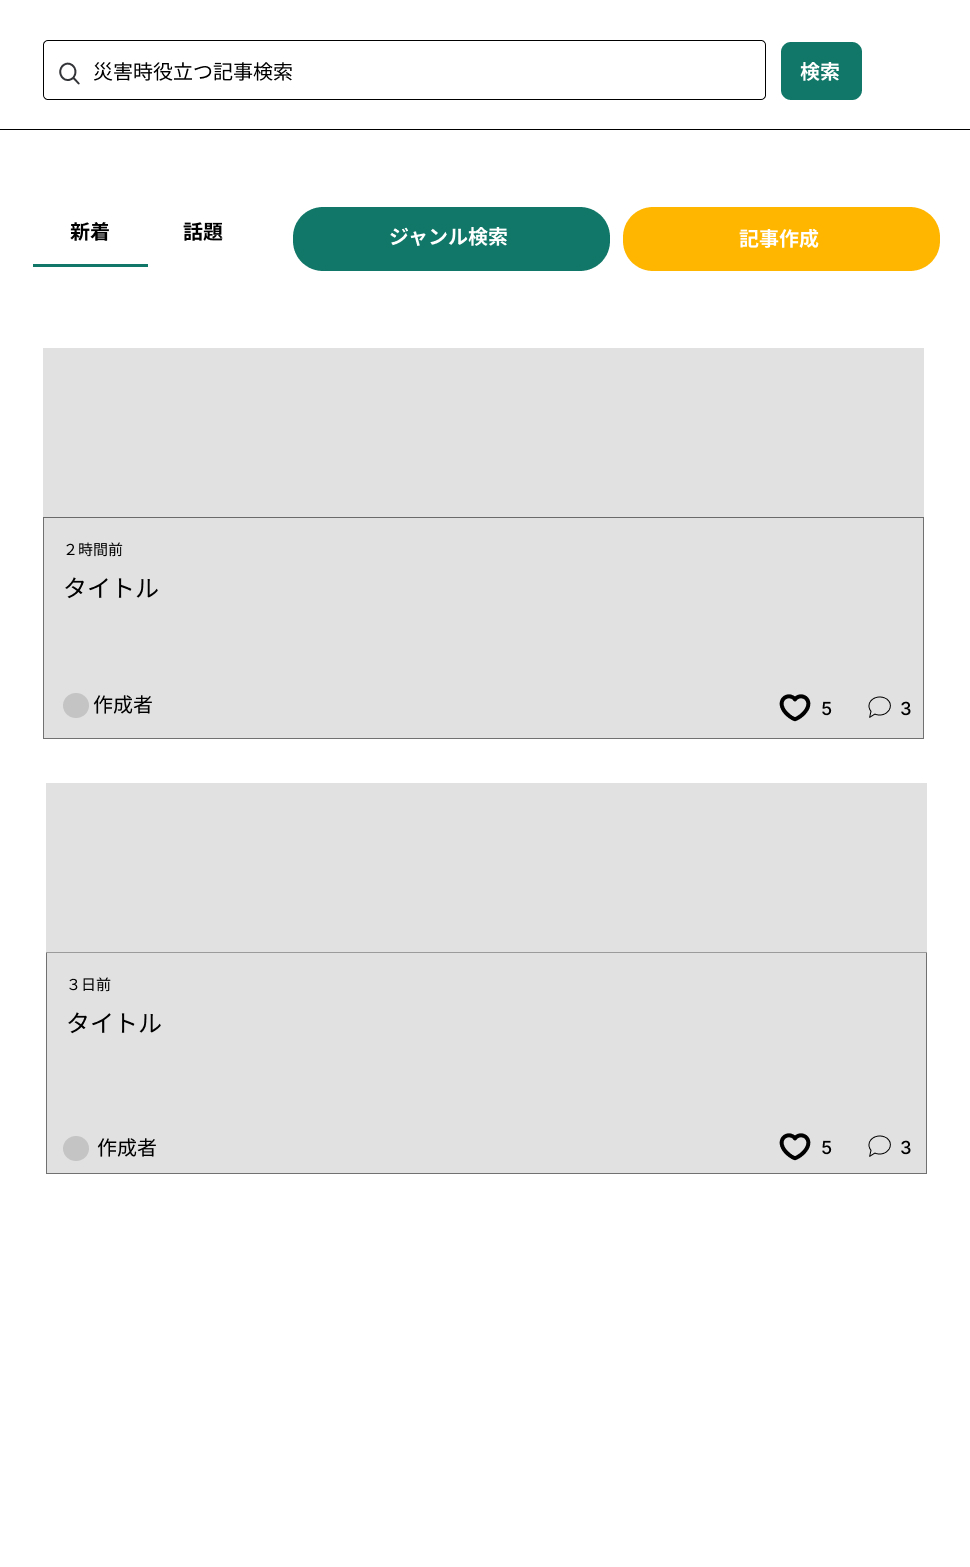 災害時役立つ記事検索
検索
新着
話題
ジャンル検索
記事作成
２時間前
タイトル
作成者
5
3
３日前
タイトル
作成者
5
3